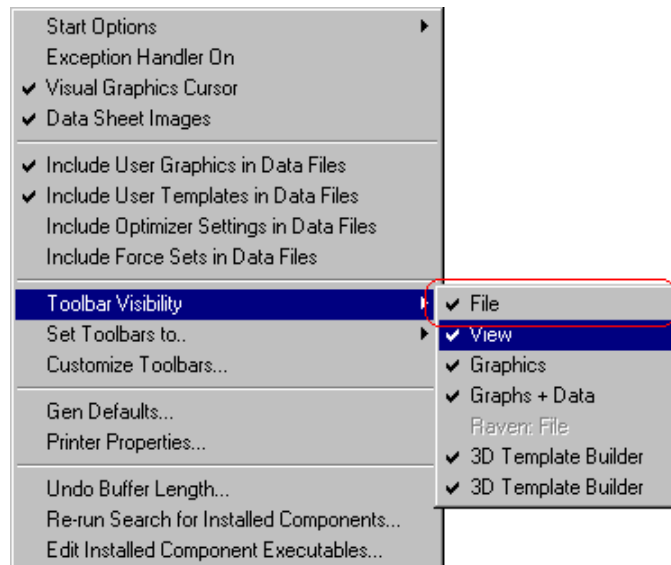 Start Options
Exception Handler On
Visual Graphics Cursor
Data Sheet Images
Include User Graphics in Data Files
Include User Templates in Data Files
Include Optimizer Settings in Data Files
Include Force Sets in Data Files
Toolbar Visibility
Set Toolbars to..
Customize Toolbars...
Gen Defaults...
Printer Properties...
Undo Buffer Length...
Re-run Search for Installed Components...
Edit Installed Component Executables...
File
View
Graphics
Graphs + Data
Raven: File
3D Template Builder
3D Template Builder